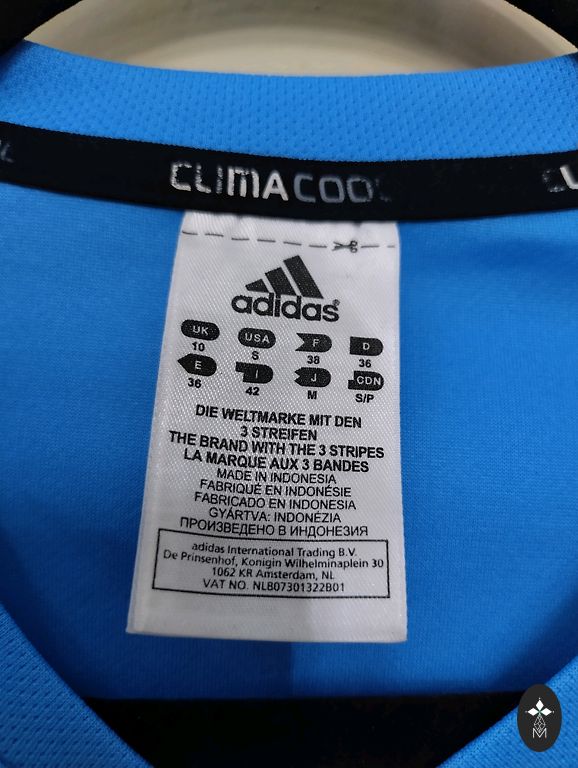 CLIMACOOL
adidas®
UK USA F D
10 S 38 36
E I J CDN
36 42 M S/P
DIE WELTMARKE MIT DEN
3 STREIFEN
THE BRAND WITH THE 3 STRIPES
LA MARQUE AUX 3 BANDES
MADE IN INDONESIA
FABRIQUÉ EN INDONÉSIE
FABRICADO EN INDONESIA
GYÁRTVA: INDONÉZIA
ПРОИЗВЕДЕНО В ИНДОНЕЗИЯ
adidas International Trading B.V.
De Prinsenhof, Konigin Wilhelminaplein 30
1062 KR Amsterdam, NL
VAT NO. NL807301322B01
M